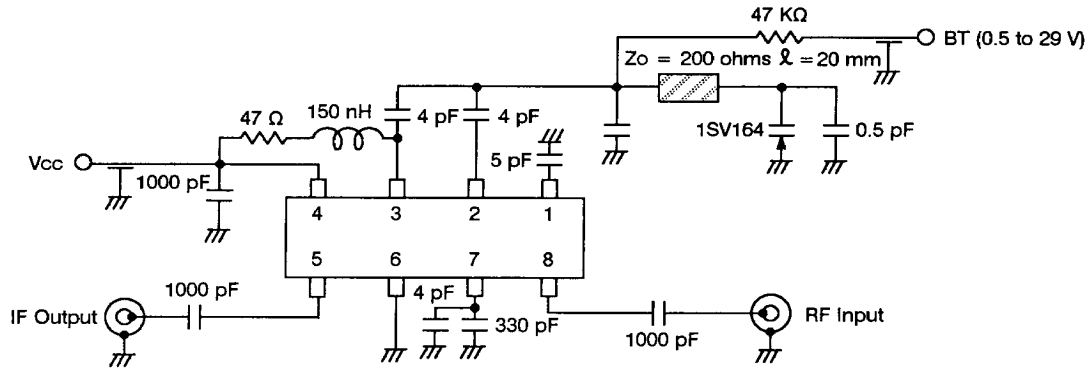 47 KΩ
BT (0.5 to 29 V)
Zo = 200 ohms ℓ = 20 mm
150 nH
47 Ω
4 pF
4 pF
1SV164
0.5 pF
5 pF
Vcc
1000 pF
4 3 2 1
5 6 7 8
1000 pF
4 pF
IF Output
330 pF
RF Input
1000 pF